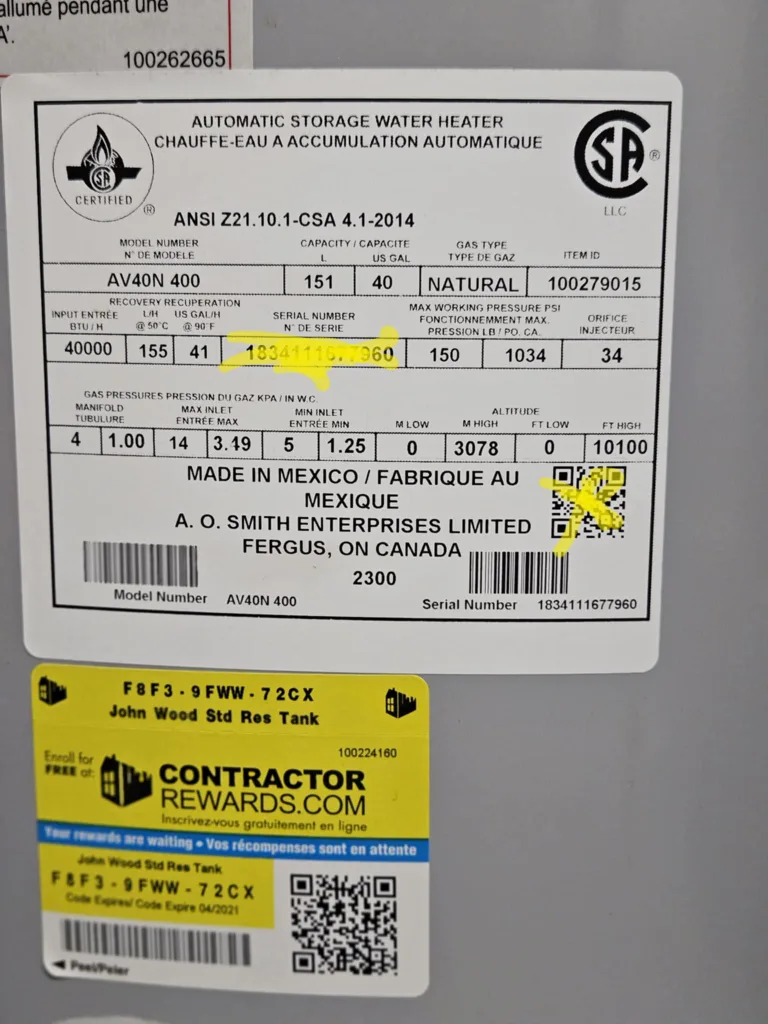 allumé pendant une
A'.
100262665
AUTOMATIC STORAGE WATER HEATER
CHAUFFE-EAU A ACCUMULATION AUTOMATIQUE
CERTIFIED ®
SA ®
LLC
ANSI Z21.10.1-CSA 4.1-2014
MODEL NUMBER CAPACITY / CAPACITE GAS TYPE ITEM ID
N° DE MODELE L US GAL TYPE DE GAZ
AV40N 400 151 40 NATURAL 100279015
RECOVERY RECUPERATION MAX WORKING PRESSURE PSI
INPUT ENTRÉE L/H US GAL/H SERIAL NUMBER FONCTIONNEMMENT MAX. ORIFICE
BTU / H @ 50°C @ 90°F N° DE SERIE PRESSION LB / PO. CA. INJECTEUR
40000 155 41 1834111677960 150 1034 34
GAS PRESSURES PRESSION DU GAZ KPA / IN W.C.
MANIFOLD MAX INLET MIN INLET ALTITUDE
TUBULURE ENTRÉE MAX ENTRÉE MIN M LOW M HIGH FT LOW FT HIGH
4 1.00 14 3.49 5 1.25 0 3078 0 10100
MADE IN MEXICO / FABRIQUE AU
MEXIQUE
A. O. SMITH ENTERPRISES LIMITED
FERGUS, ON CANADA
2300
Model Number AV40N 400 Serial Number 1834111677960
F8F3-9FWW-72CX
John Wood Std Res Tank
100224160
Enroll for
FREE at:
CONTRACTOR
REWARDS.COM
Inscrivez-vous gratuitement en ligne
Your rewards are waiting • Vos récompenses sont en attente
John Wood Std Res Tank
F8F3-9FWW-72CX
Code Expires/ Code Expire 04/2021
◄ Peel/Peler